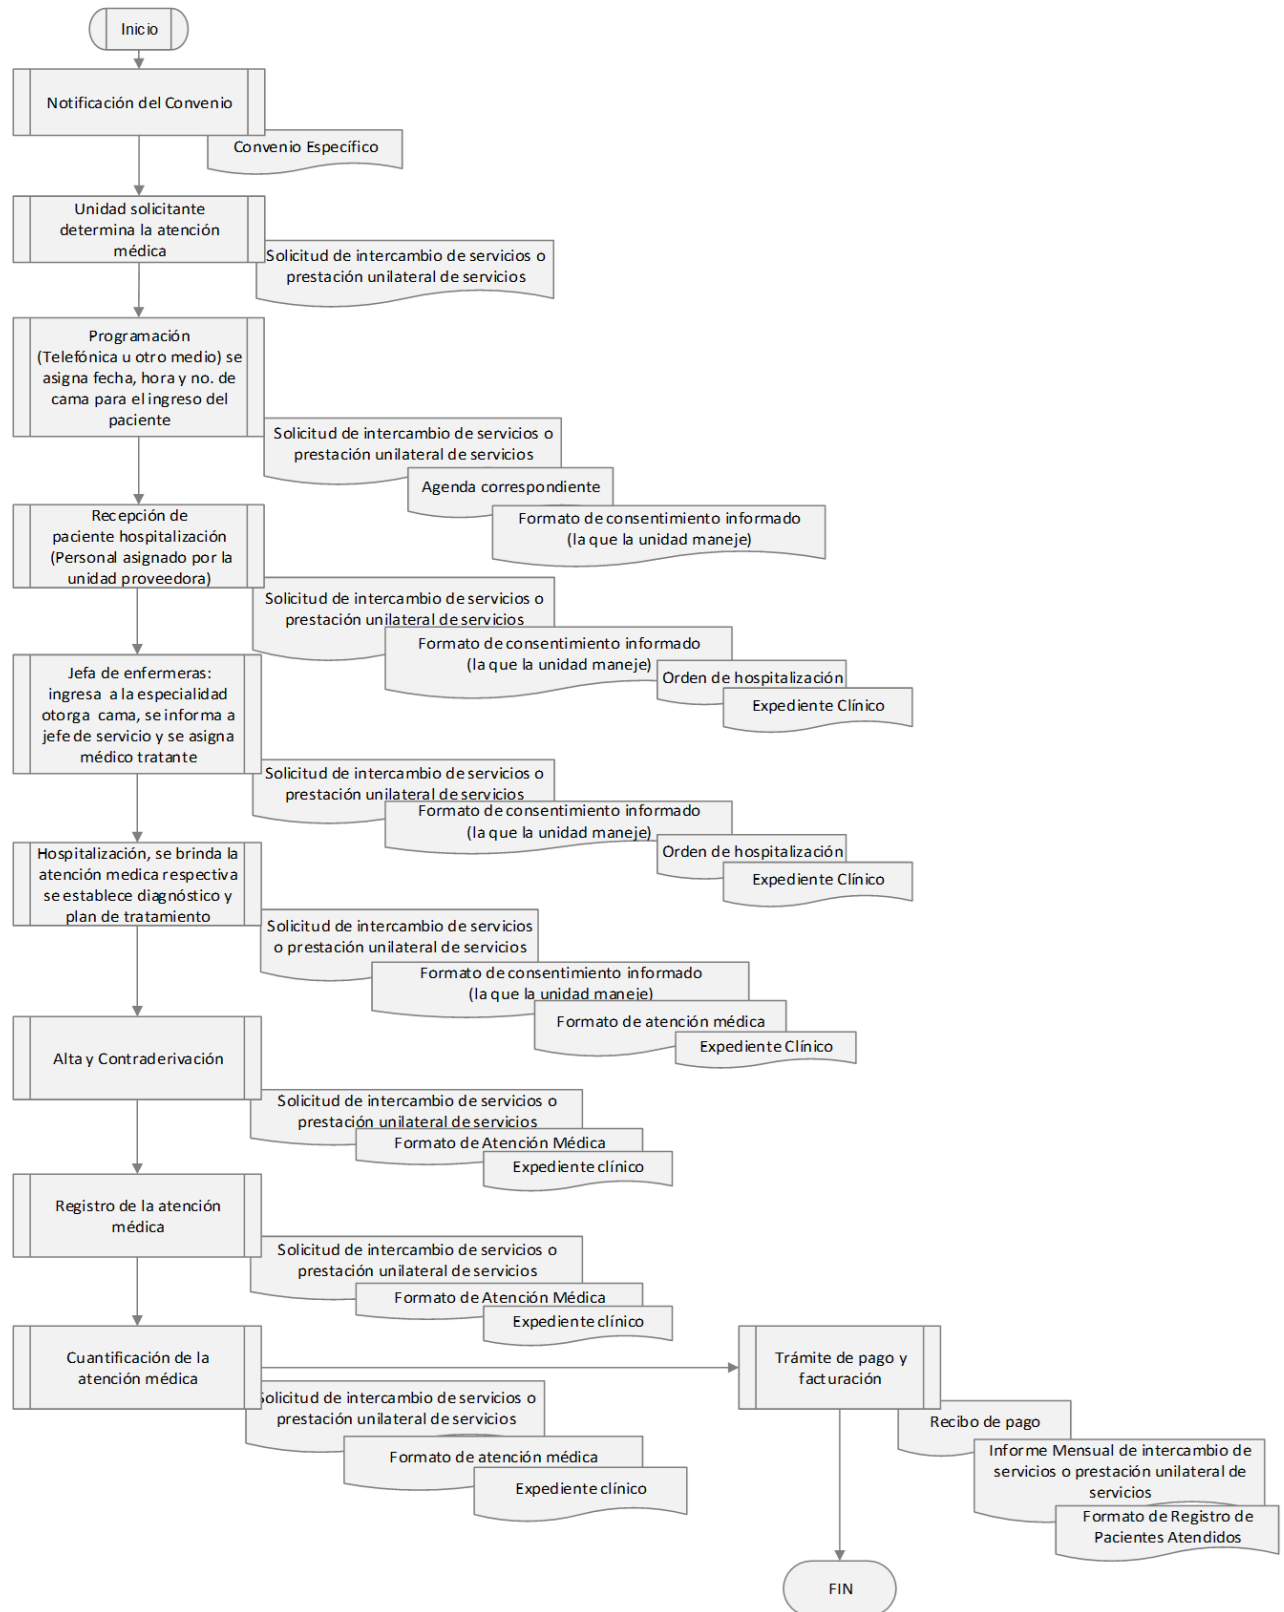 Inicio
Notificación del Convenio
Convenio Específico
Unidad solicitante
determina la atención
médica
Solicitud de intercambio de servicios o
prestación unilateral de servicios
Programación
(Telefónica u otro medio) se
asigna fecha, hora y no. de
cama para el ingreso del
paciente
Solicitud de intercambio de servicios o
prestación unilateral de servicios
Agenda correspondiente
Formato de consentimiento informado
(la que la unidad maneje)
Recepción de
paciente hospitalización
(Personal asignado por la
unidad proveedora)
Solicitud de intercambio de servicios o
prestación unilateral de servicios
Formato de consentimiento informado
(la que la unidad maneje)
Orden de hospitalización
Expediente Clínico
Jefa de enfermeras:
ingresa a la especialidad
otorga cama, se informa a
jefe de servicio y se asigna
médico tratante
Solicitud de intercambio de servicios o
prestación unilateral de servicios
Formato de consentimiento informado
(la que la unidad maneje)
Orden de hospitalización
Expediente Clínico
Hospitalización, se brinda la
atención medica respectiva
se establece diagnóstico y
plan de tratamiento
Solicitud de intercambio de servicios
o prestación unilateral de servicios
Formato de consentimiento informado
(la que la unidad maneje)
Formato de atención médica
Expediente Clínico
Alta y Contraderivación
Solicitud de intercambio de servicios o
prestación unilateral de servicios
Formato de Atención Médica
Expediente clínico
Registro de la atención
médica
Solicitud de intercambio de servicios o
prestación unilateral de servicios
Formato de Atención Médica
Expediente clínico
Cuantificación de la
atención médica
Solicitud de intercambio de servicios o
prestación unilateral de servicios
Formato de atención médica
Expediente clínico
Trámite de pago y
facturación
Recibo de pago
Informe Mensual de intercambio de
servicios o prestación unilateral de
servicios
Formato de Registro de
Pacientes Atendidos
FIN